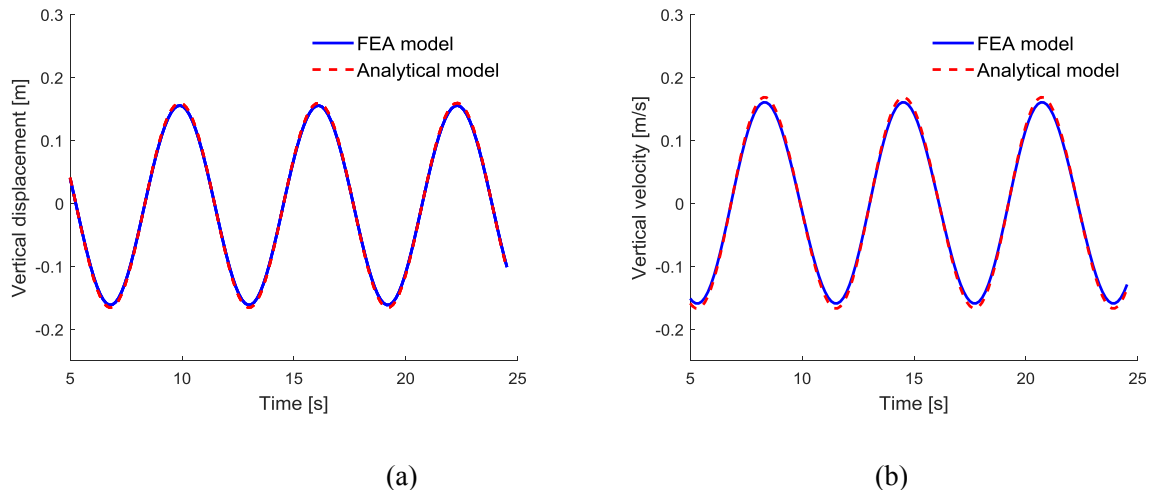 0.3
0.2
0.1
0
-0.1
-0.2
Vertical displacement [m]
FEA model
Analytical model
5
10
15
20
25
Time [s]
(a)
0.3
0.2
0.1
0
-0.1
-0.2
Vertical velocity [m/s]
FEA model
Analytical model
5
10
15
20
25
Time [s]
(b)